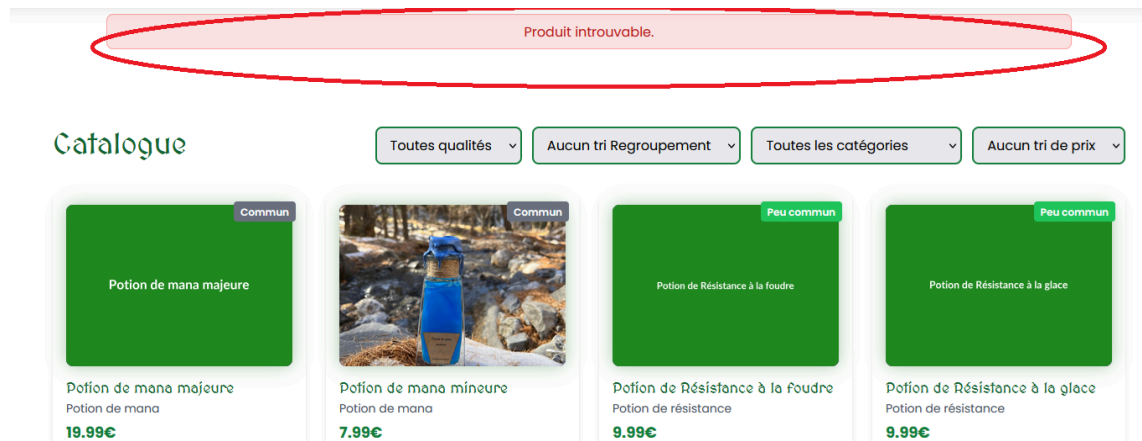 Produit introuvable.
Catalogue
Toutes qualités
Aucun tri Regroupement
Toutes les catégories
Aucun tri de prix
Commun
Commun
Peu commun
Peu commun
Potion de mana majeure
Potion de Résistance à la foudre
Potion de Résistance à la glace
Potion de mana majeure
Potion de mana mineure
Potion de Résistance à la foudre
Potion de Résistance à la glace
Potion de mana
Potion de mana
Potion de résistance
Potion de résistance
19.99€
7.99€
9.99€
9.99€